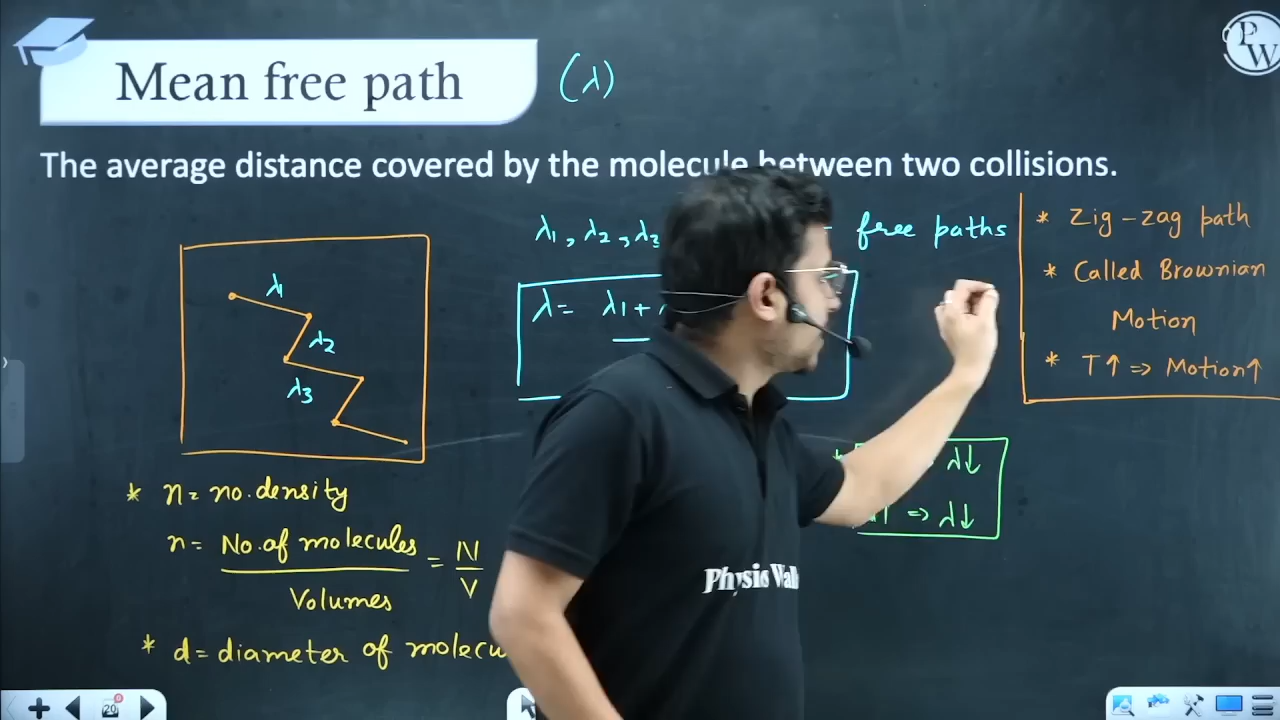 Mean free path
(λ)
PW
The average distance covered by the molecule between two collisions.
λ1, λ2, λ3
free paths
* Zig-zag path
* Called Brownian
Motion
* T↑ ⇒ Motion↑
λ1
λ2
λ3
λ = λ1 +
⇒ λ↓
⇒ λ↓
* n = no. density
n = No. of molecules / Volumes = N / V
* d = diameter of
Physics
20